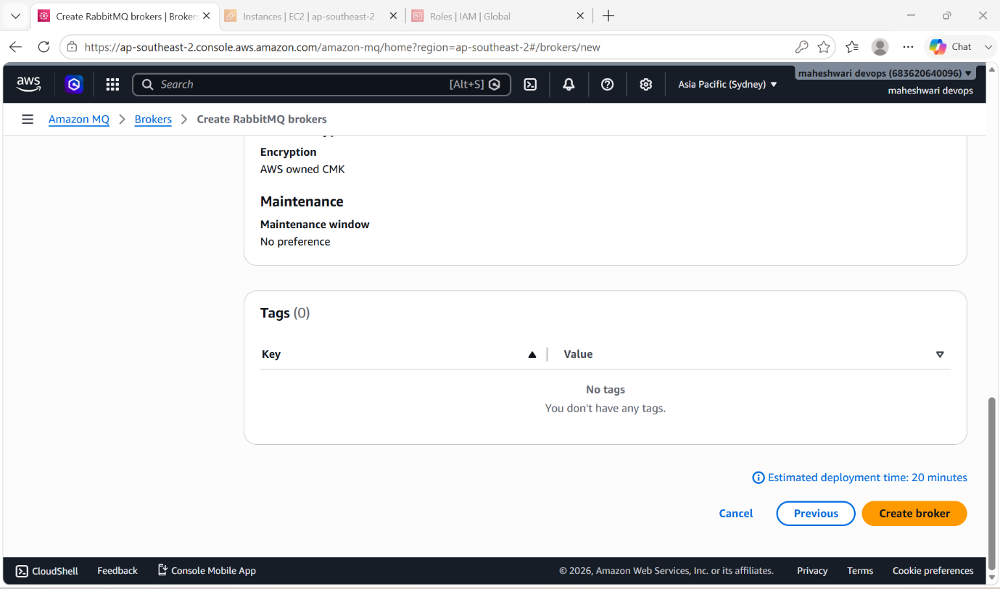 Create RabbitMQ brokers | Brokers
Instances | EC2 | ap-southeast-2
Roles | IAM | Global
https://ap-southeast-2.console.aws.amazon.com/amazon-mq/home?region=ap-southeast-2#/brokers/new
Chat
aws
Search
[Alt+S]
Asia Pacific (Sydney)
maheshwari devops (683620640096)
maheshwari devops
Amazon MQ
Brokers
Create RabbitMQ brokers
Encryption
AWS owned CMK
Maintenance
Maintenance window
No preference
Tags (0)
Key
Value
No tags
You don't have any tags.
Estimated deployment time: 20 minutes
Cancel
Previous
Create broker
CloudShell
Feedback
Console Mobile App
© 2026, Amazon Web Services, Inc. or its affiliates.
Privacy
Terms
Cookie preferences